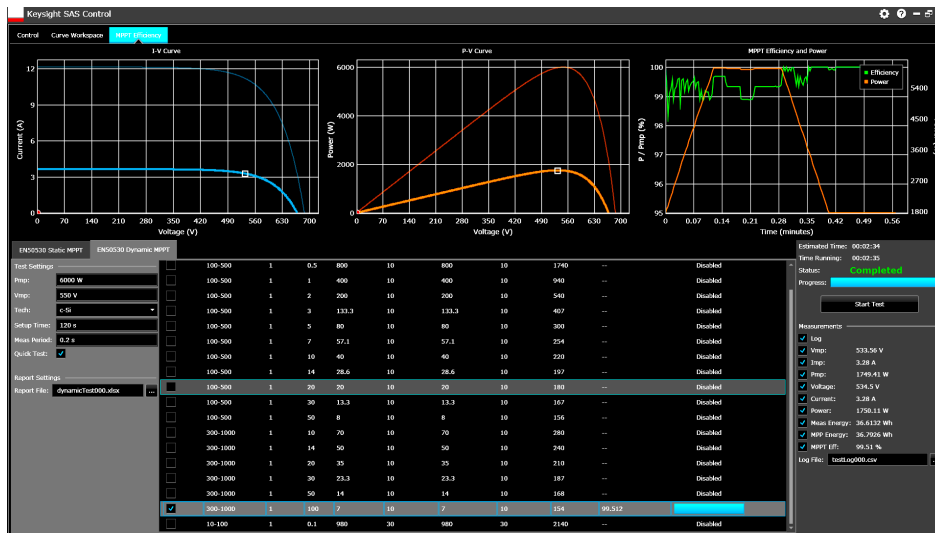 Keysight SAS Control
Control Curve Workspace MPPT Efficiency
I-V Curve
12
9
6
3
0
Current (A)
0 70 140 210 280 350 420 490 560 630 700
Voltage (V)
P-V Curve
6000
4000
2000
0
Power (W)
0 70 140 210 280 350 420 490 560 630 700
Voltage (V)
MPPT Efficiency and Power
100
99
98
97
96
95
P / Pmp (%)
Efficiency
Power
5400
4500
3600
2700
1800
0 0.07 0.14 0.21 0.28 0.35 0.42 0.49 0.56
Time (minutes)
EN50530 Static MPPT EN50530 Dynamic MPPT
Test Settings
Pmp: 6000 W
Vmp: 550 V
Tech: c-Si
Setup Time: 120 s
Meas Period: 0.2 s
Quick Test:
Report Settings
Report File: dynamicTest000.xlsx ...
100-500 1 0.5 800 10 800 10 1740 -- Disabled
100-500 1 1 400 10 400 10 940 -- Disabled
100-500 1 2 200 10 200 10 540 -- Disabled
100-500 1 3 133.3 10 133.3 10 407 -- Disabled
100-500 1 5 80 10 80 10 300 -- Disabled
100-500 1 7 57.1 10 57.1 10 254 -- Disabled
100-500 1 10 40 10 40 10 220 -- Disabled
100-500 1 14 28.6 10 28.6 10 197 -- Disabled
100-500 1 20 20 10 20 10 180 -- Disabled
100-500 1 30 13.3 10 13.3 10 167 -- Disabled
100-500 1 50 8 10 8 10 156 -- Disabled
300-1000 1 10 70 10 70 10 280 -- Disabled
300-1000 1 14 50 10 50 10 240 -- Disabled
300-1000 1 20 35 10 35 10 210 -- Disabled
300-1000 1 30 23.3 10 23.3 10 187 -- Disabled
300-1000 1 50 14 10 14 10 168 -- Disabled
300-1000 1 100 7 10 7 10 154 99.512
10-100 1 0.1 980 30 980 30 2140 -- Disabled
Estimated Time: 00:02:34
Time Running: 00:02:35
Status: Completed
Progress:
Start Test
Measurements
Log
Vmp: 533.56 V
Imp: 3.28 A
Pmp: 1749.41 W
Voltage: 534.5 V
Current: 3.28 A
Power: 1750.11 W
Meas Energy: 36.6132 Wh
MPP Energy: 36.7926 Wh
MPPT Eff: 99.51 %
Log File: testLog000.csv